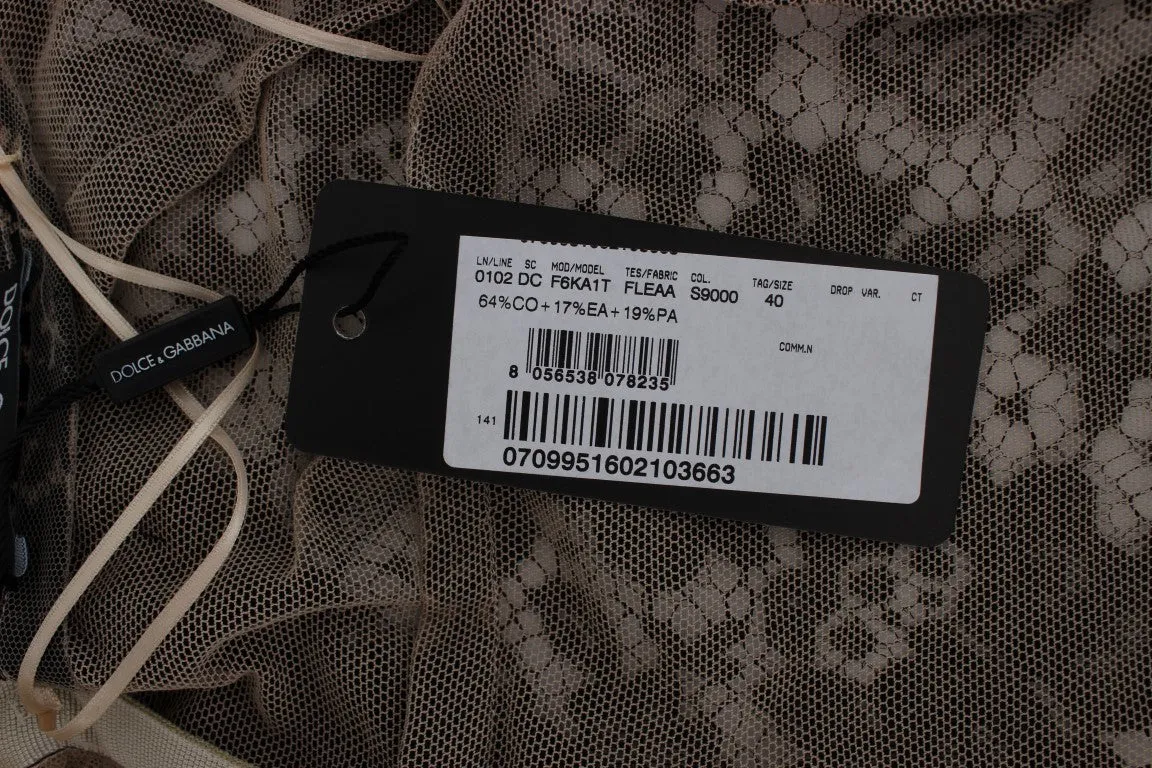 LN/LINE SC MOD/MODEL TES/FABRIC COL. TAG/SIZE DROP VAR. CT
0102 DC F6KA1T FLEAA S9000 40
64%CO+17%EA+19%PA
COMM.N
8 056538 078235
141
0709951602103663
DOLCE & GABBANA
DOLCE